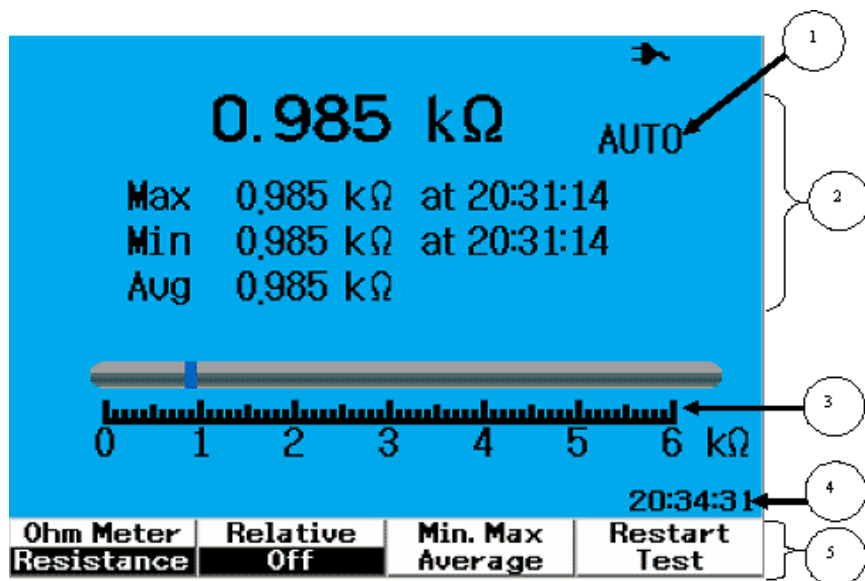 1
0.985 kΩ
AUTO
2
Max 0.985 kΩ at 20:31:14
Min 0.985 kΩ at 20:31:14
Avg 0.985 kΩ
3
0 1 2 3 4 5 6 kΩ
4
20:34:31
Ohm Meter Relative Min. Max Restart
Resistance Off Average Test
5